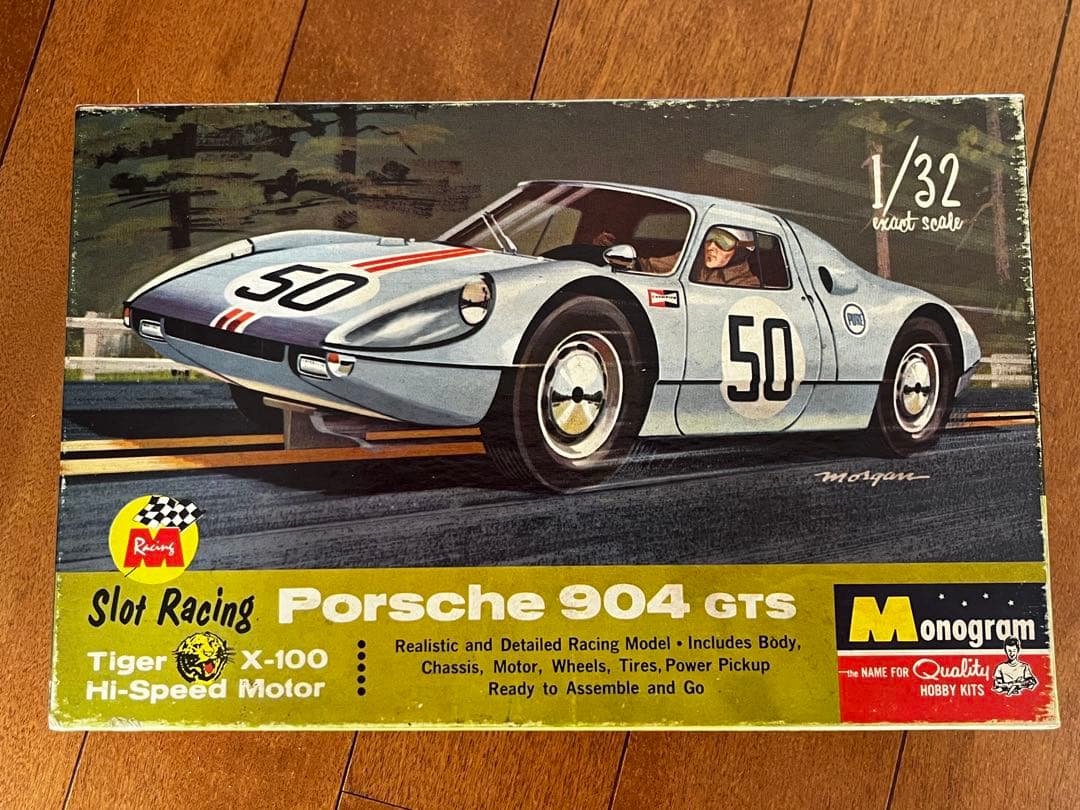 1/32
exact scale
50
CHAMPION
50
PURE
Morgan
M
Racing
Slot Racing
Porsche 904 GTS
Tiger X-100
Hi-Speed Motor
Realistic and Detailed Racing Model • Includes Body,
Chassis, Motor, Wheels, Tires, Power Pickup
Ready to Assemble and Go
Monogram
the NAME FOR Quality
HOBBY KITS